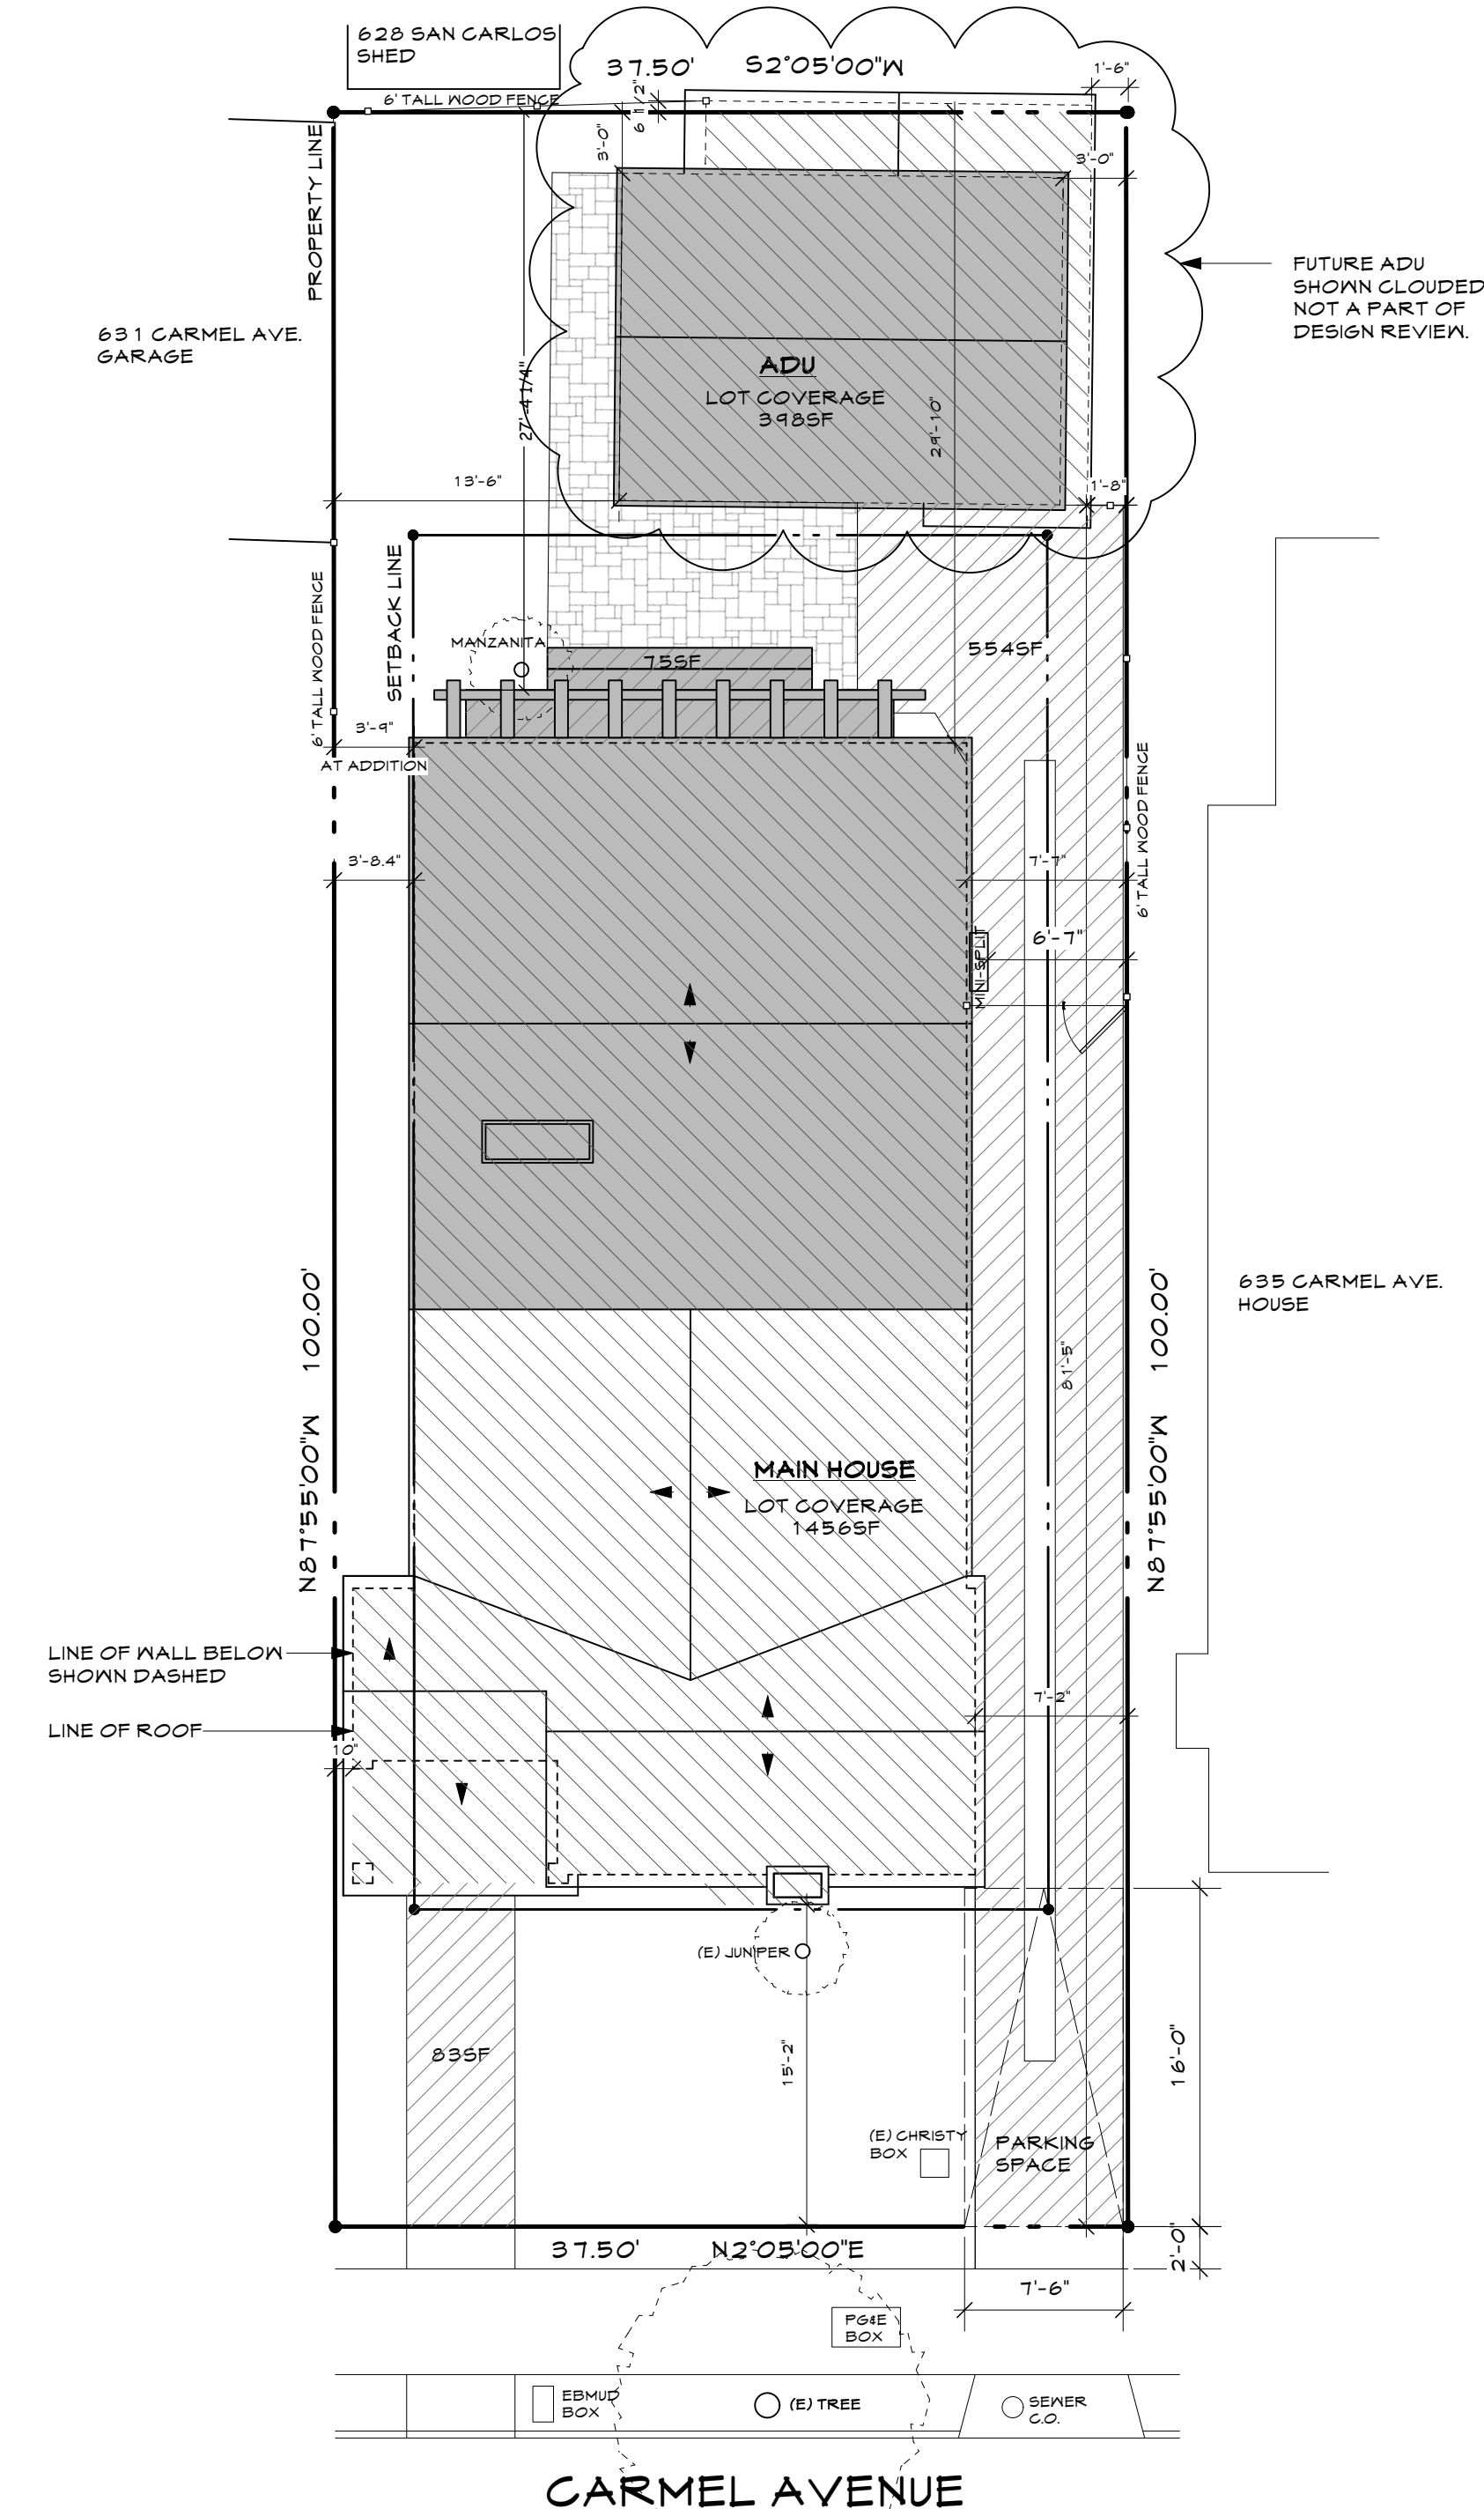 628 SAN CARLOS
SHED
37.50'
S2°05'00"W
1'-6"
6' TALL WOOD FENCE
6 1/2"
3'-0"
3'-0"
PROPERTY LINE
FUTURE ADU
SHOWN CLOUDED
NOT A PART OF
DESIGN REVIEW.
631 CARMEL AVE.
GARAGE
27'-4 1/4"
ADU
LOT COVERAGE
398SF
29'-10"
13'-6"
1'-8"
SETBACK LINE
6' TALL WOOD FENCE
MANZANITA
75SF
554SF
3'-9"
AT ADDITION
6' TALL WOOD FENCE
3'-8.4"
7'-7"
6'-7"
MINI-SPLIT
635 CARMEL AVE.
HOUSE
N87°55'00"W 100.00'
81'-5"
N87°55'00"W 100.00'
MAIN HOUSE
LOT COVERAGE
1456SF
LINE OF WALL BELOW
SHOWN DASHED
7'-2"
LINE OF ROOF
10"
(E) JUNIPER
83SF
15'-2"
16'-0"
(E) CHRISTY
BOX
PARKING
SPACE
37.50'
N2°05'00"E
2'-0"
7'-6"
PG&E
BOX
EBMUD
BOX
(E) TREE
SEWER
C.O.
CARMEL AVENUE